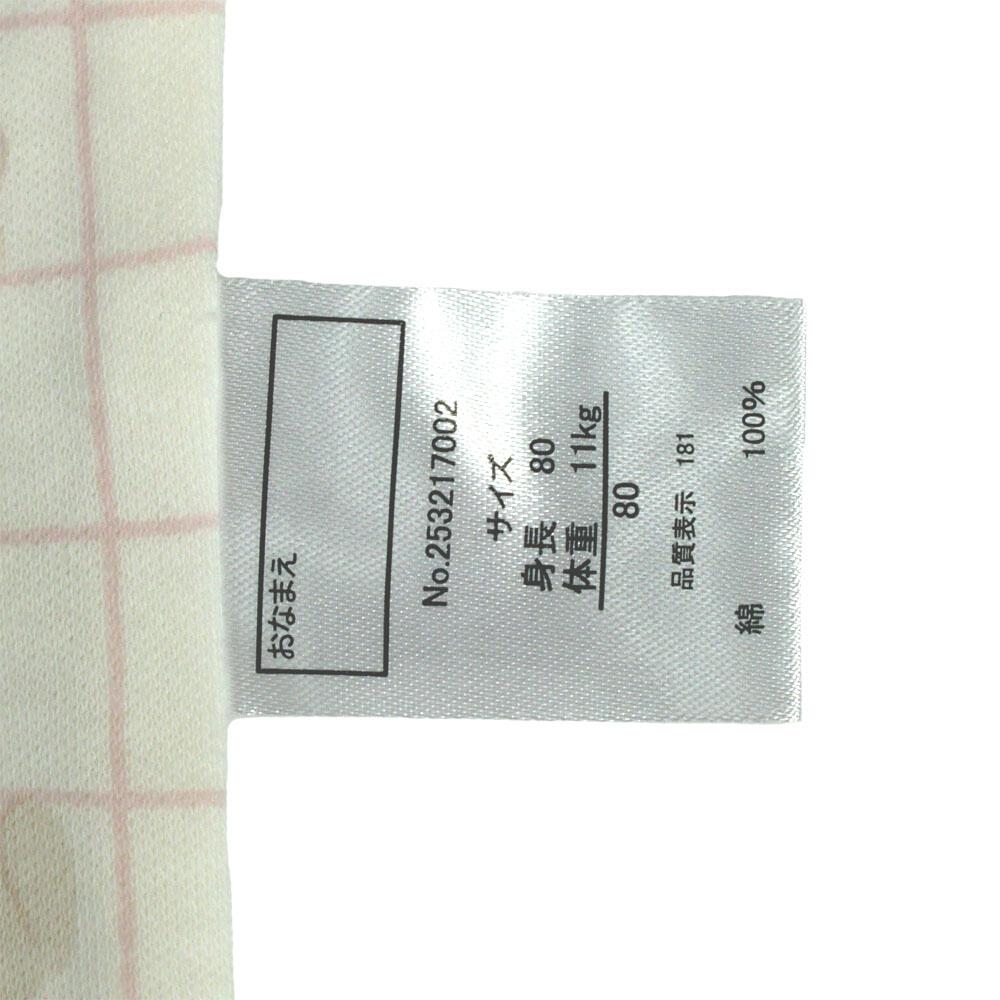 おなまえ
No.253217002
サイズ
身長 80
体重 11kg
80
品質表示 181
綿 100%